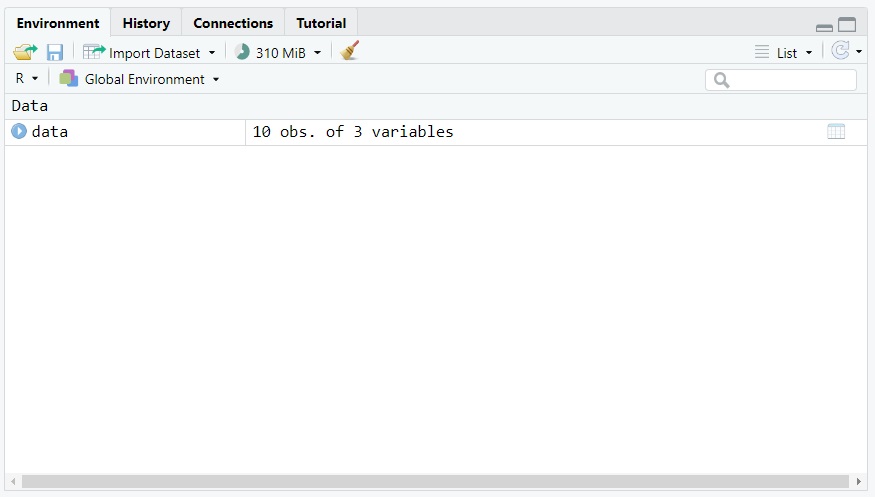 Environment History Connections Tutorial
Import Dataset 310 MiB List
R Global Environment
Data
data 10 obs. of 3 variables